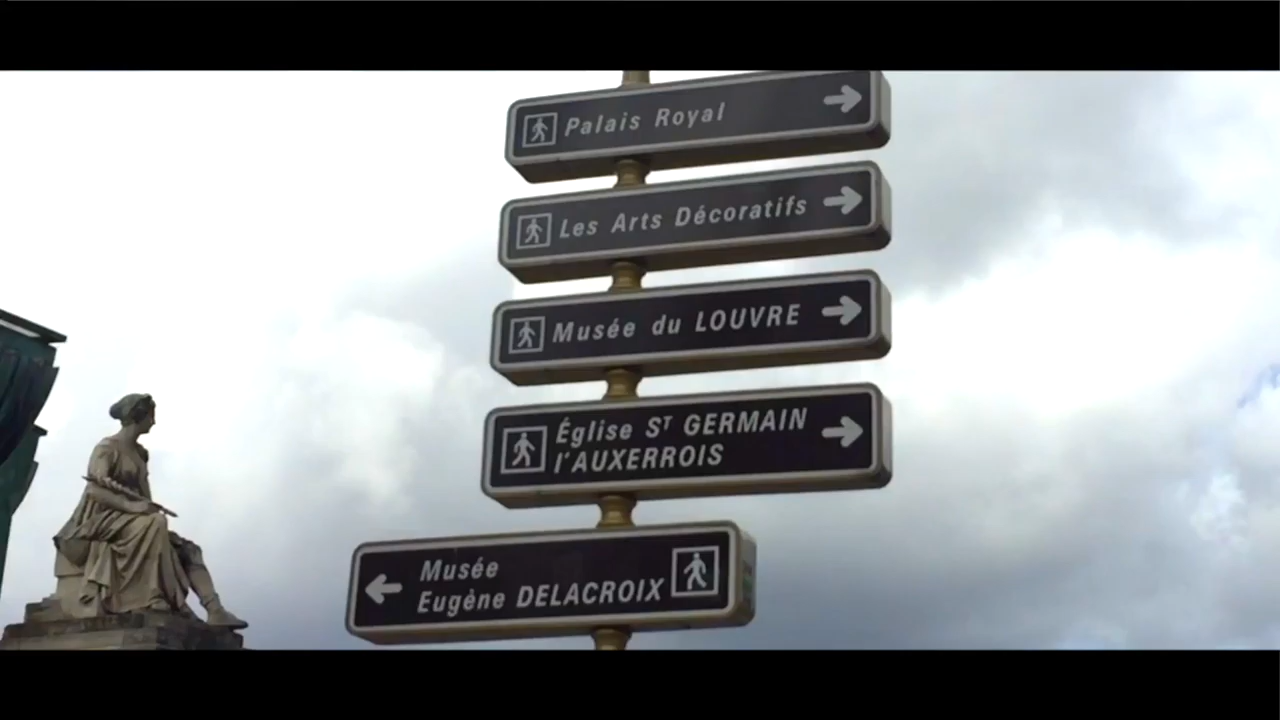 Palais Royal
Les Arts Décoratifs
Musée du LOUVRE
Église Sᵀ GERMAIN
l'AUXERROIS
Musée
Eugène DELACROIX